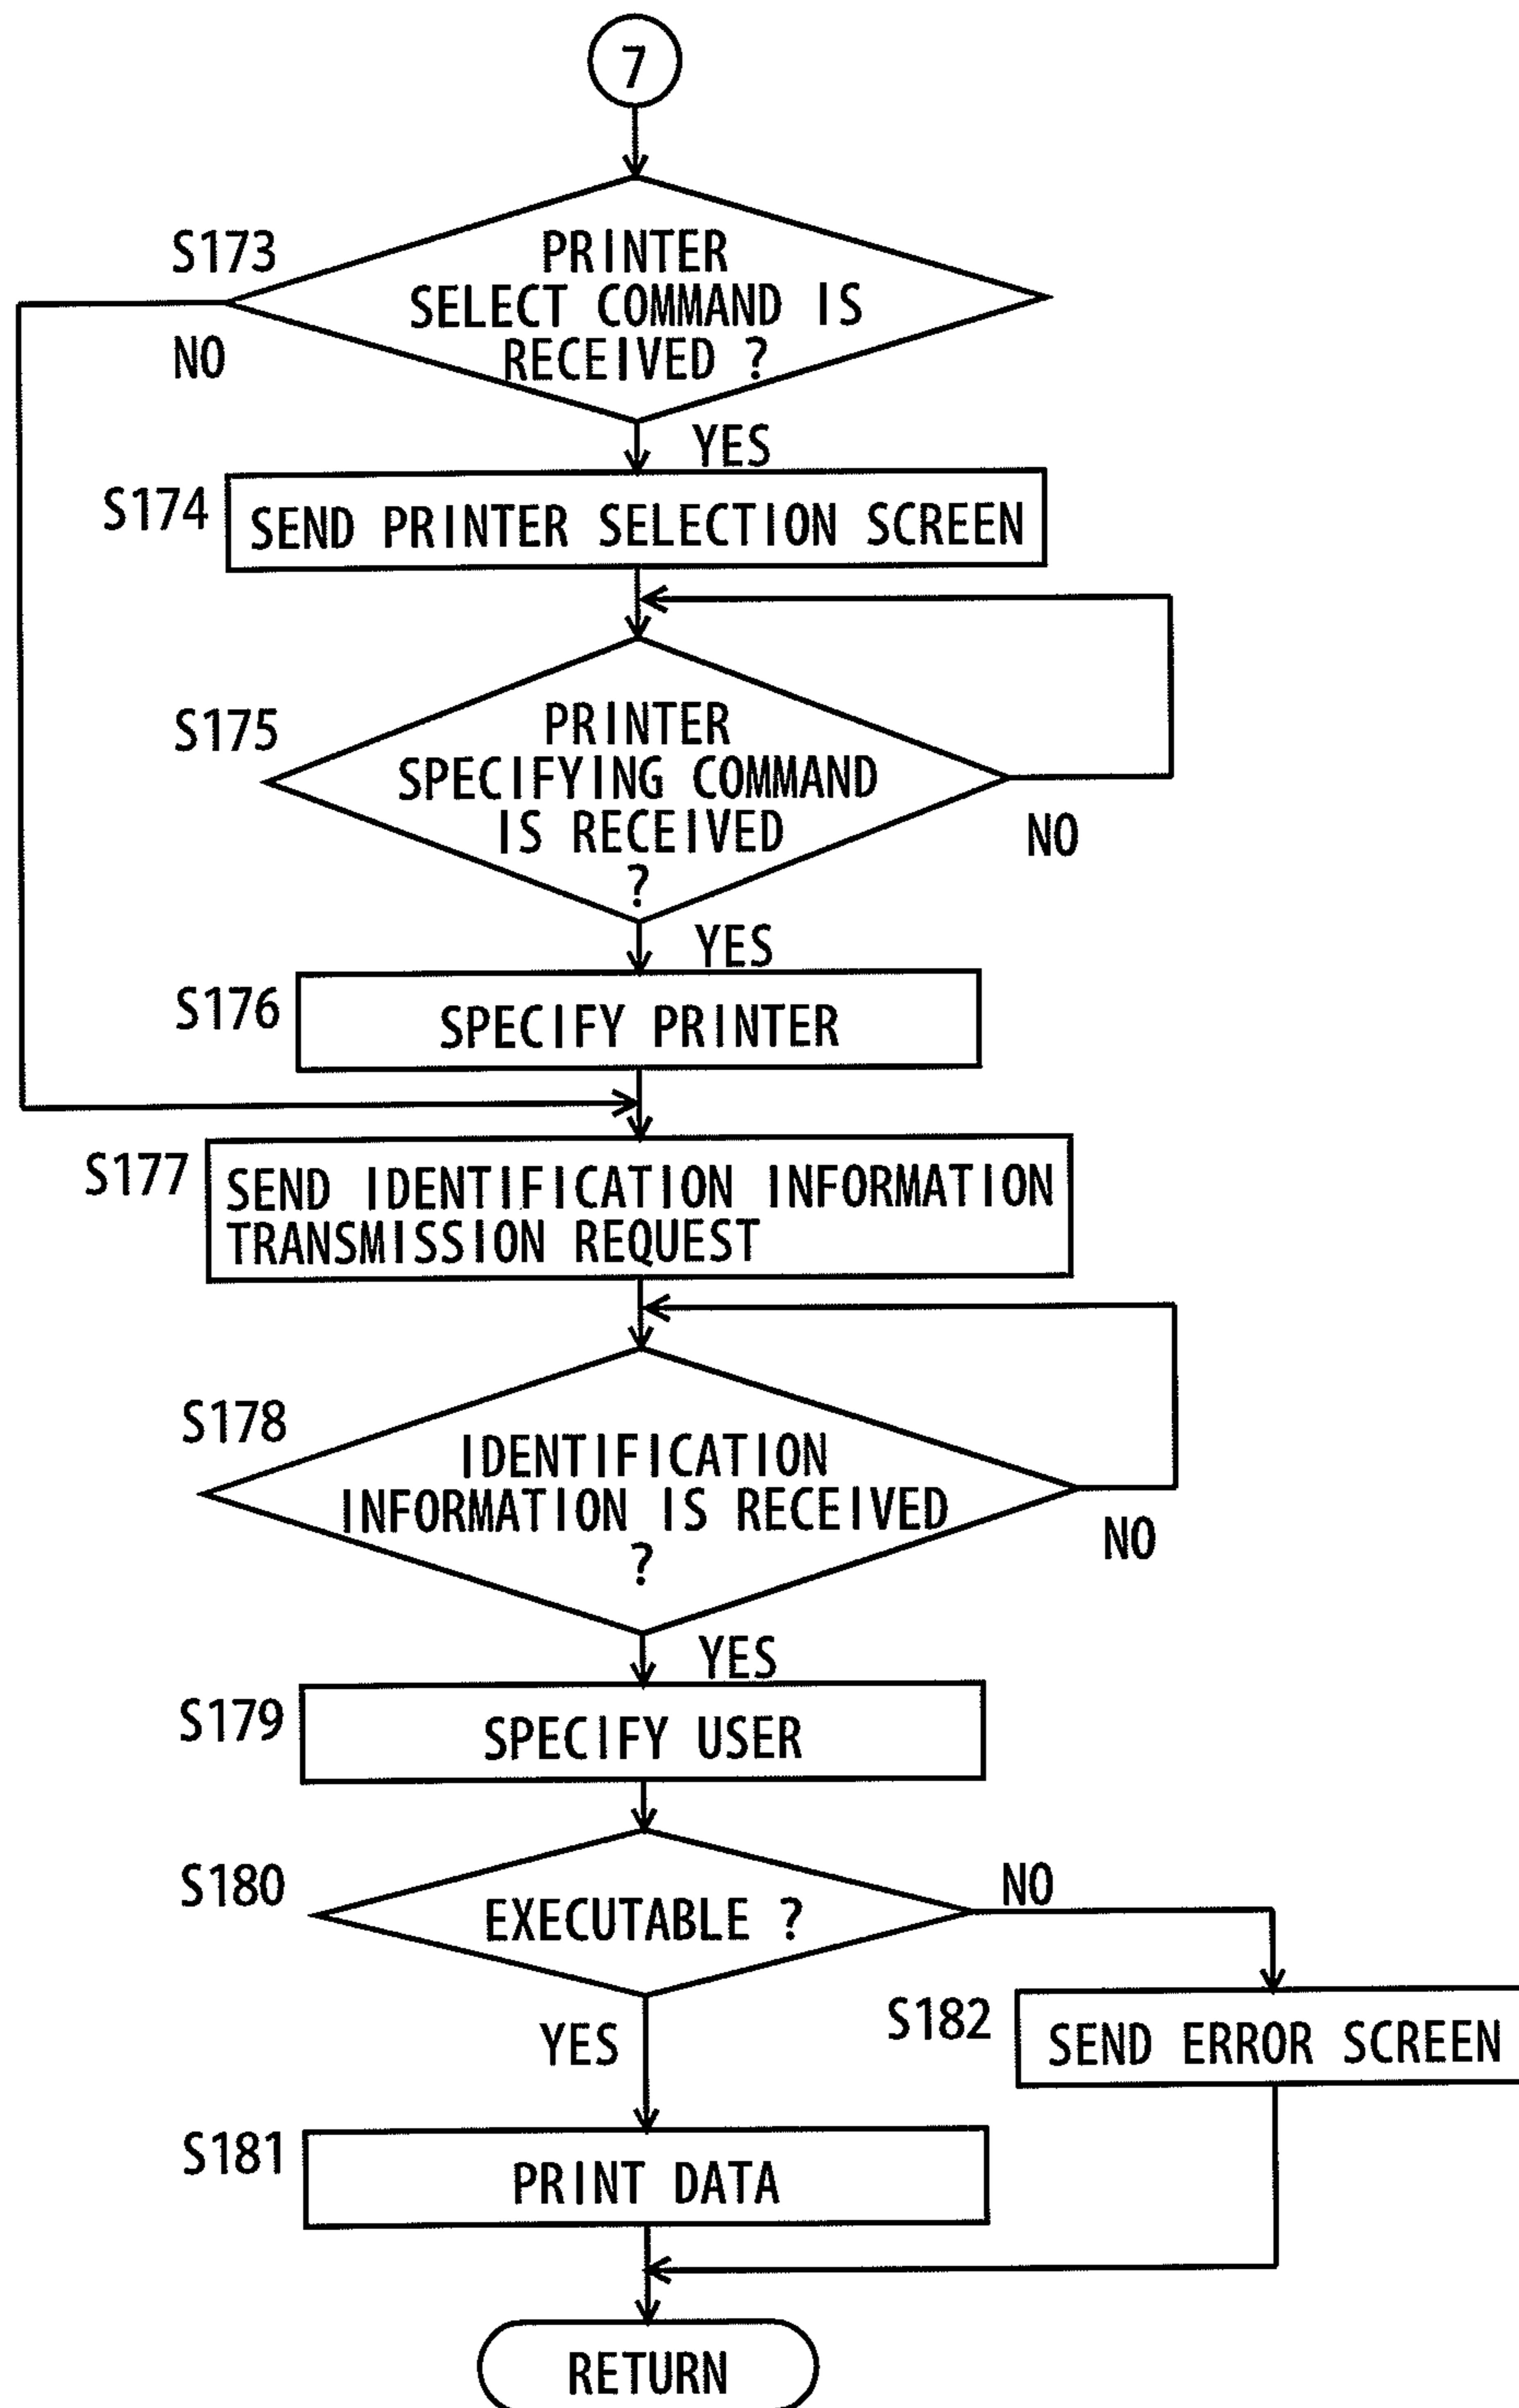 7
S173
PRINTER
SELECT COMMAND IS
RECEIVED ?
NO
YES
S174
SEND PRINTER SELECTION SCREEN
S175
PRINTER
SPECIFYING COMMAND
IS RECEIVED
?
NO
YES
S176
SPECIFY PRINTER
S177
SEND IDENTIFICATION INFORMATION
TRANSMISSION REQUEST
S178
IDENTIFICATION
INFORMATION IS RECEIVED
?
NO
YES
S179
SPECIFY USER
S180
EXECUTABLE ?
NO
YES
S182
SEND ERROR SCREEN
S181
PRINT DATA
RETURN